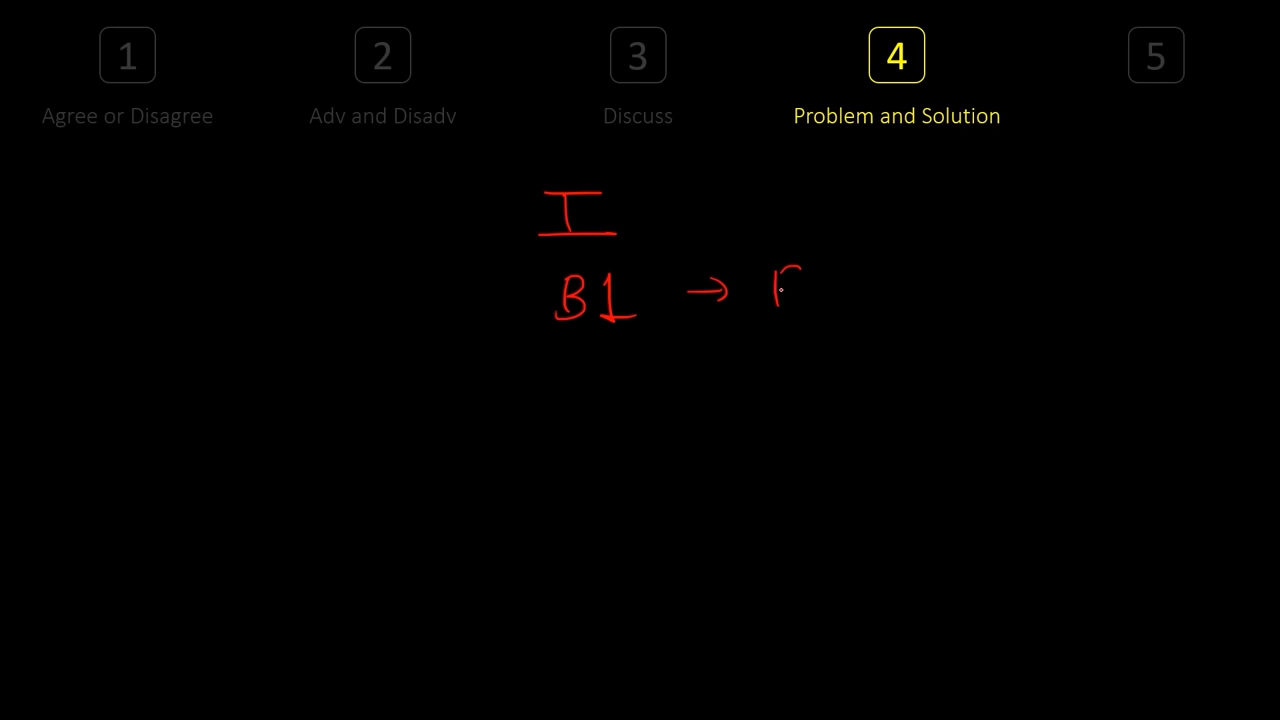 1 2 3 4 5
Agree or Disagree Adv and Disadv Discuss Problem and Solution
I
B1 →